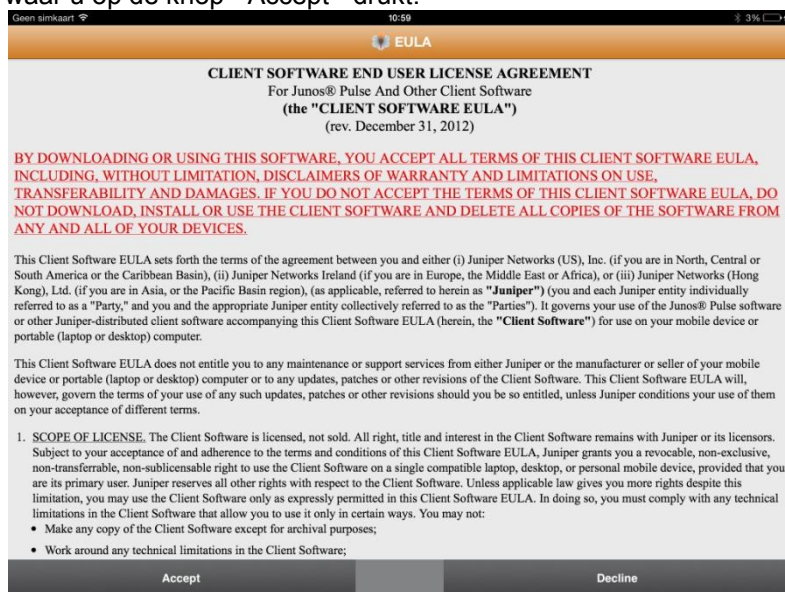 waar u op de knop "Accept" drukt.
Geen simkaart 10:59 3%
EULA
CLIENT SOFTWARE END USER LICENSE AGREEMENT
For Junos® Pulse And Other Client Software
(the "CLIENT SOFTWARE EULA")
(rev. December 31, 2012)
BY DOWNLOADING OR USING THIS SOFTWARE, YOU ACCEPT ALL TERMS OF THIS CLIENT SOFTWARE EULA,
INCLUDING, WITHOUT LIMITATION, DISCLAIMERS OF WARRANTY AND LIMITATIONS ON USE,
TRANSFERABILITY AND DAMAGES. IF YOU DO NOT ACCEPT THE TERMS OF THIS CLIENT SOFTWARE EULA, DO
NOT DOWNLOAD, INSTALL OR USE THE CLIENT SOFTWARE AND DELETE ALL COPIES OF THE SOFTWARE FROM
ANY AND ALL OF YOUR DEVICES.
This Client Software EULA sets forth the terms of the agreement between you and either (i) Juniper Networks (US), Inc. (if you are in North, Central or
South America or the Caribbean Basin), (ii) Juniper Networks Ireland (if you are in Europe, the Middle East or Africa), or (iii) Juniper Networks (Hong
Kong), Ltd. (if you are in Asia, or the Pacific Basin region), (as applicable, referred to herein as "Juniper") (you and each Juniper entity individually
referred to as a "Party," and you and the appropriate Juniper entity collectively referred to as the "Parties"). It governs your use of the Junos® Pulse software
or other Juniper-distributed client software accompanying this Client Software EULA (herein, the "Client Software") for use on your mobile device or
portable (laptop or desktop) computer.
This Client Software EULA does not entitle you to any maintenance or support services from either Juniper or the manufacturer or seller of your mobile
device or portable (laptop or desktop) computer or to any updates, patches or other revisions of the Client Software. This Client Software EULA will,
however, govern the terms of your use of any such updates, patches or other revisions should you be so entitled, unless Juniper conditions your use of them
on your acceptance of different terms.
1. SCOPE OF LICENSE. The Client Software is licensed, not sold. All right, title and interest in the Client Software remains with Juniper or its licensors.
Subject to your acceptance of and adherence to the terms and conditions of this Client Software EULA, Juniper grants you a revocable, non-exclusive,
non-transferrable, non-sublicensable right to use the Client Software on a single compatible laptop, desktop, or personal mobile device, provided that you
are its primary user. Juniper reserves all other rights with respect to the Client Software. Unless applicable law gives you more rights despite this
limitation, you may use the Client Software only as expressly permitted in this Client Software EULA. In doing so, you must comply with any technical
limitations in the Client Software that allow you to use it only in certain ways. You may not:
• Make any copy of the Client Software except for archival purposes;
• Work around any technical limitations in the Client Software;
Accept Decline